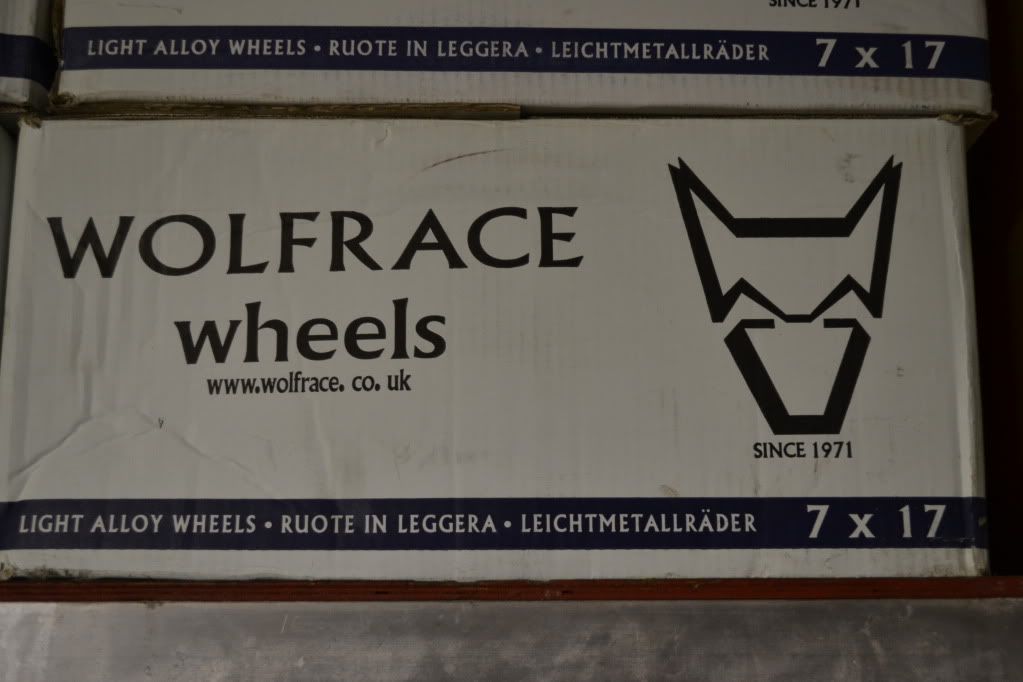 SINCE 1971
LIGHT ALLOY WHEELS • RUOTE IN LEGGERA • LEICHTMETALLRÄDER 7 x 17
WOLFRACE
wheels
www.wolfrace. co. uk
SINCE 1971
LIGHT ALLOY WHEELS • RUOTE IN LEGGERA • LEICHTMETALLRÄDER 7 x 17